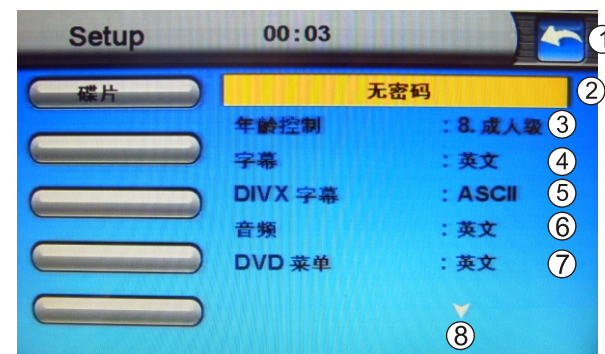 Setup 00:03 1
碟片 无密码 2
年龄控制 : 8. 成人级 3
字幕 : 英文 4
DIVX 字幕 : ASCII 5
音频 : 英文 6
DVD 菜单 : 英文 7
8